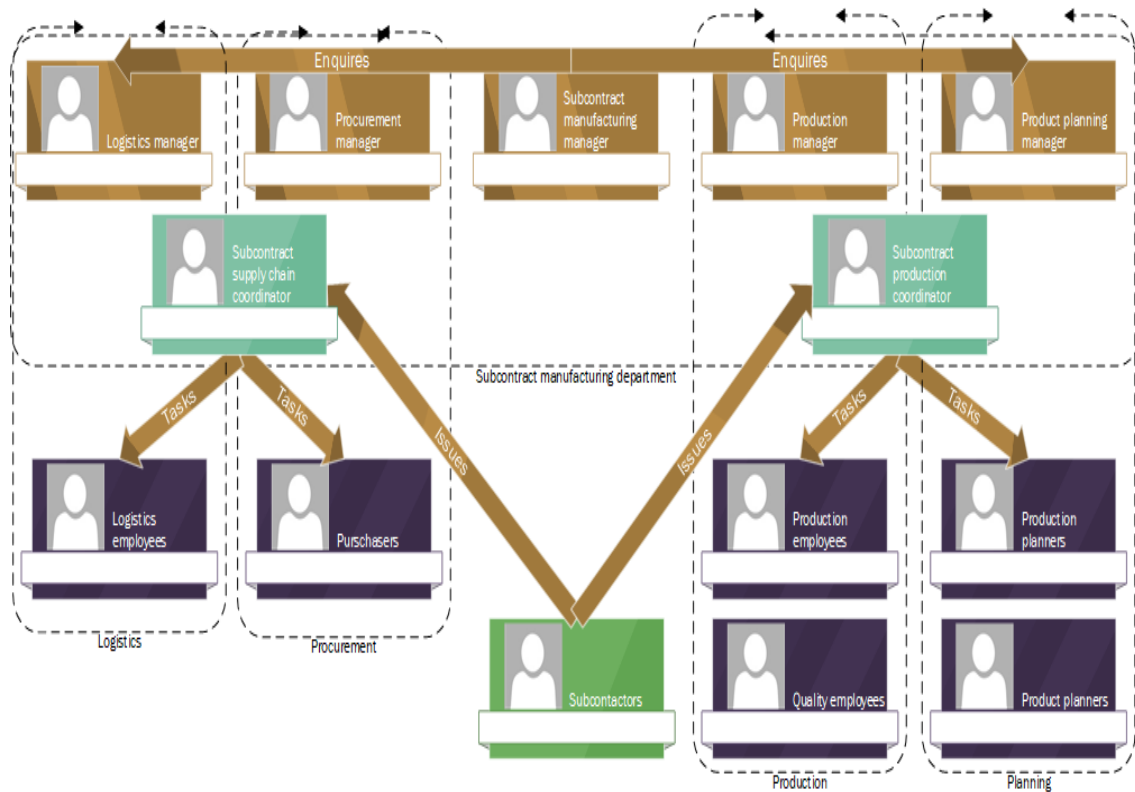 Enquires
Enquires
Logistics manager
Procurement
manager
Subcontract
manufacturing
manager
Production
manager
Product planning
manager
Subcontract
supply chain
coordinator
Subcontract
production
coordinator
Subcontract manufacturing department
Tasks
Tasks
Issues
Issues
Tasks
Tasks
Logistics
employees
Purschasers
Production
employees
Production
planners
Logistics
Procurement
Subcontactors
Quality employees
Product planners
Production
Planning